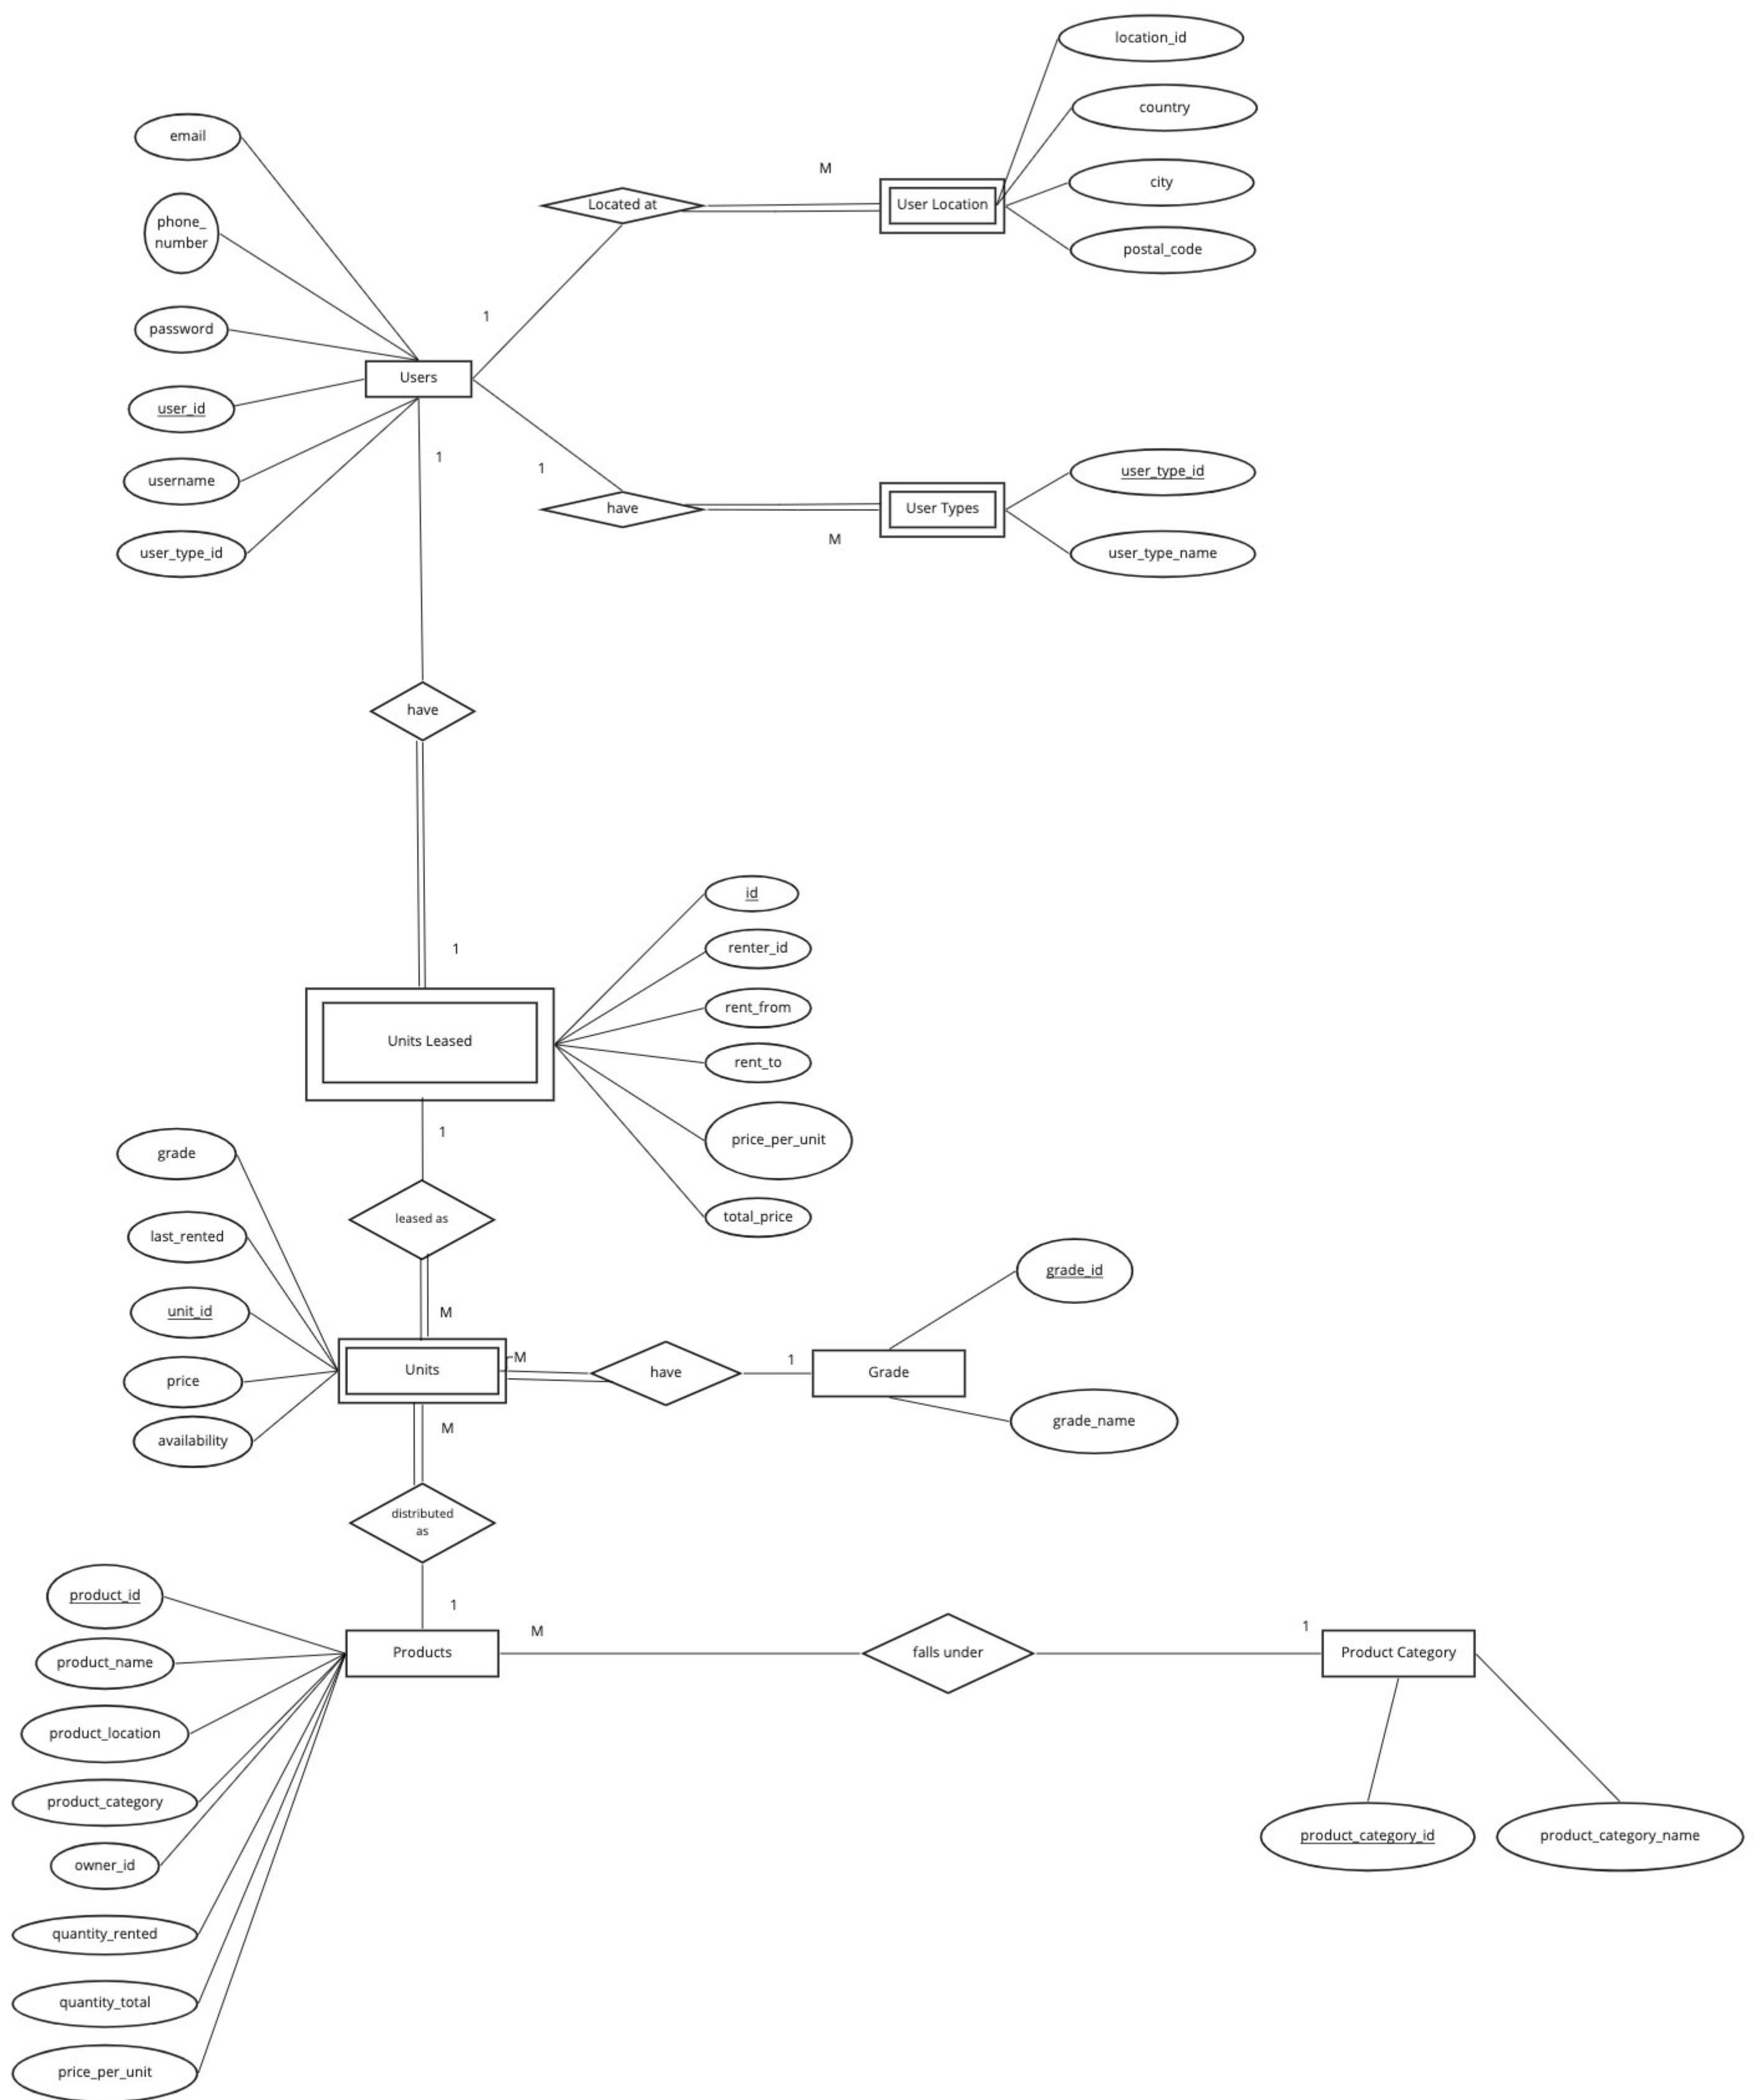 location_id
country
email
city
M
Located at
User Location
phone_
number
postal_code
1
password
Users
user_id
1
1
user_type_id
username
have
User Types
M
user_type_id
user_type_name
have
id
1
renter_id
rent_from
Units Leased
rent_to
1
price_per_unit
grade
total_price
leased as
last_rented
grade_id
unit_id
M
M
1
Units
have
Grade
price
grade_name
M
availability
distributed
as
product_id
1
M
1
Products
falls under
Product Category
product_name
product_location
product_category
product_category_id
product_category_name
owner_id
quantity_rented
quantity_total
price_per_unit